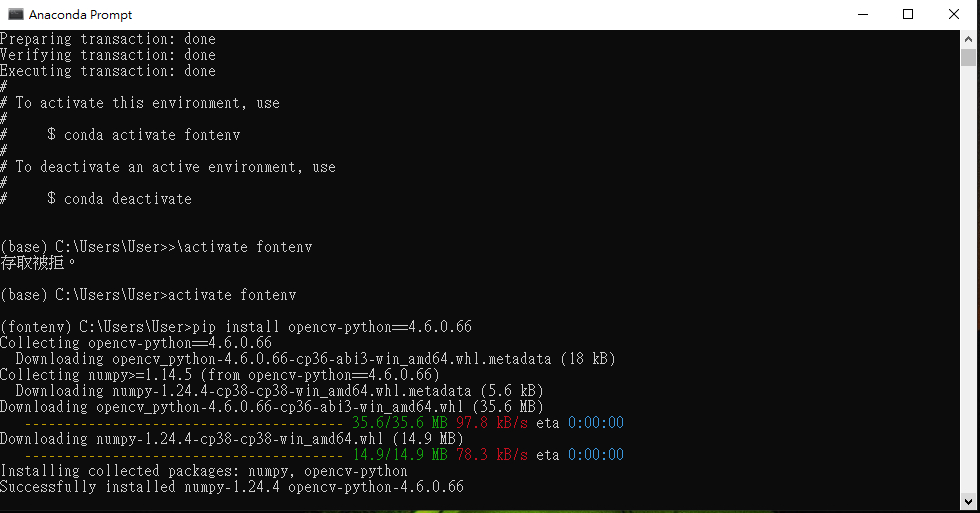 Anaconda Prompt
Preparing transaction: done
Verifying transaction: done
Executing transaction: done
#
# To activate this environment, use
#
#     $ conda activate fontenv
#
# To deactivate an active environment, use
#
#     $ conda deactivate
(base) C:\Users\User>>\activate fontenv
存取被拒。
(base) C:\Users\User>activate fontenv
(fontenv) C:\Users\User>pip install opencv-python==4.6.0.66
Collecting opencv-python==4.6.0.66
  Downloading opencv_python-4.6.0.66-cp36-abi3-win_amd64.whl.metadata (18 kB)
Collecting numpy>=1.14.5 (from opencv-python==4.6.0.66)
  Downloading numpy-1.24.4-cp38-cp38-win_amd64.whl.metadata (5.6 kB)
Downloading opencv_python-4.6.0.66-cp36-abi3-win_amd64.whl (35.6 MB)
   ---------------------------------------- 35.6/35.6 MB 97.8 kB/s eta 0:00:00
Downloading numpy-1.24.4-cp38-cp38-win_amd64.whl (14.9 MB)
   ---------------------------------------- 14.9/14.9 MB 78.3 kB/s eta 0:00:00
Installing collected packages: numpy, opencv-python
Successfully installed numpy-1.24.4 opencv-python-4.6.0.66